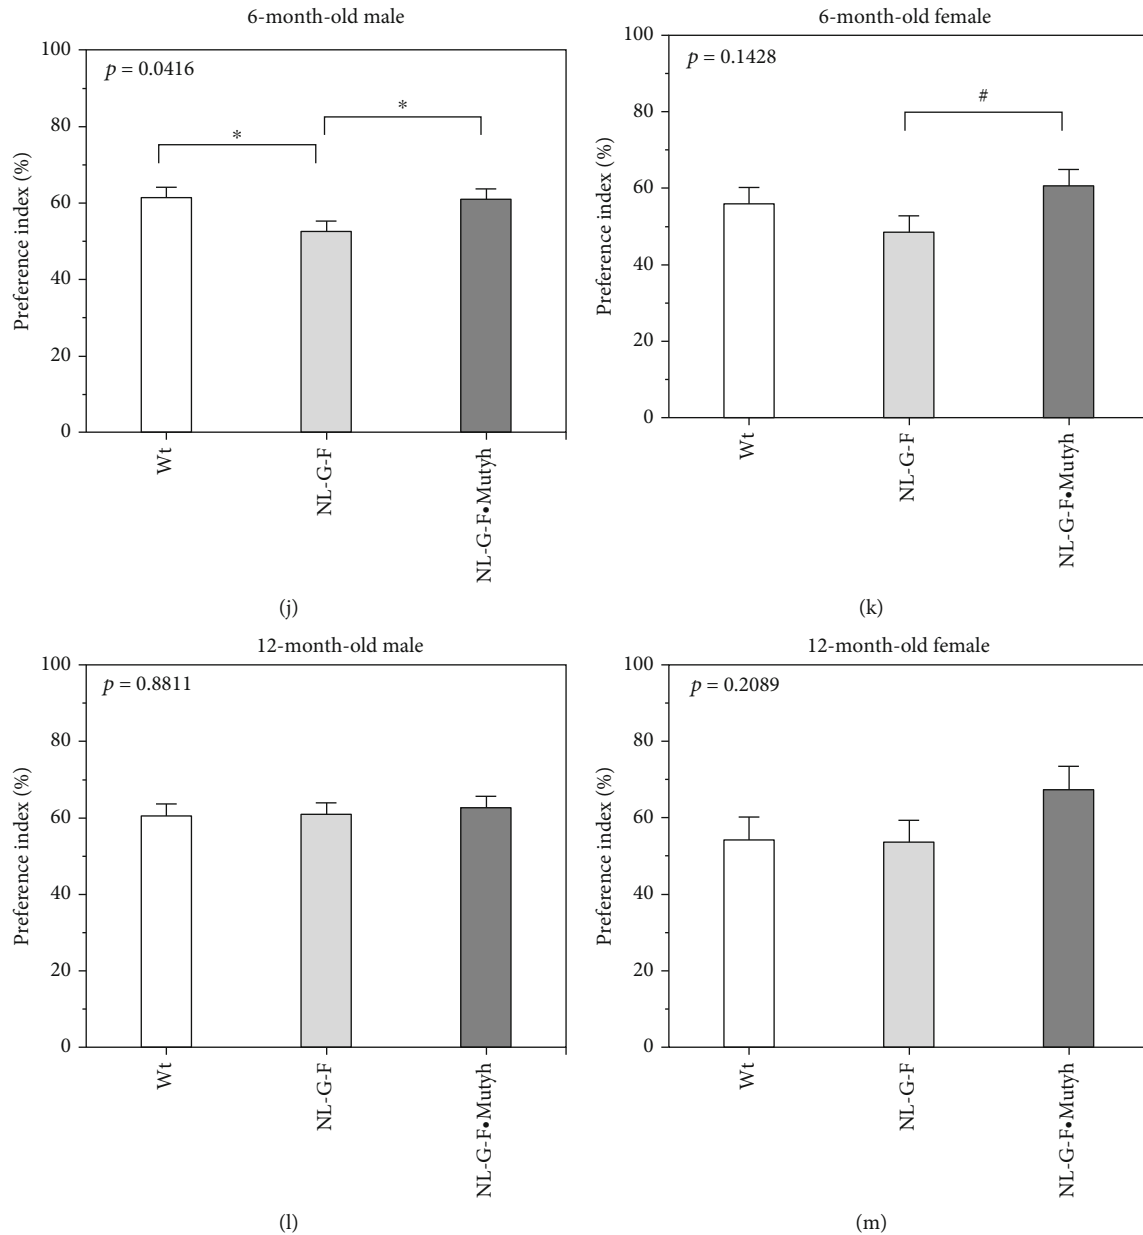 6-month-old male
100
80
60
40
20
0
Preference index (%)
p = 0.0416
*
*
Wt
NL-G-F
NL-G-F•Mutyh
(j)
6-month-old female
100
80
60
40
20
0
Preference index (%)
p = 0.1428
#
Wt
NL-G-F
NL-G-F•Mutyh
(k)
12-month-old male
100
80
60
40
20
0
Preference index (%)
p = 0.8811
Wt
NL-G-F
NL-G-F•Mutyh
(l)
12-month-old female
100
80
60
40
20
0
Preference index (%)
p = 0.2089
Wt
NL-G-F
NL-G-F•Mutyh
(m)